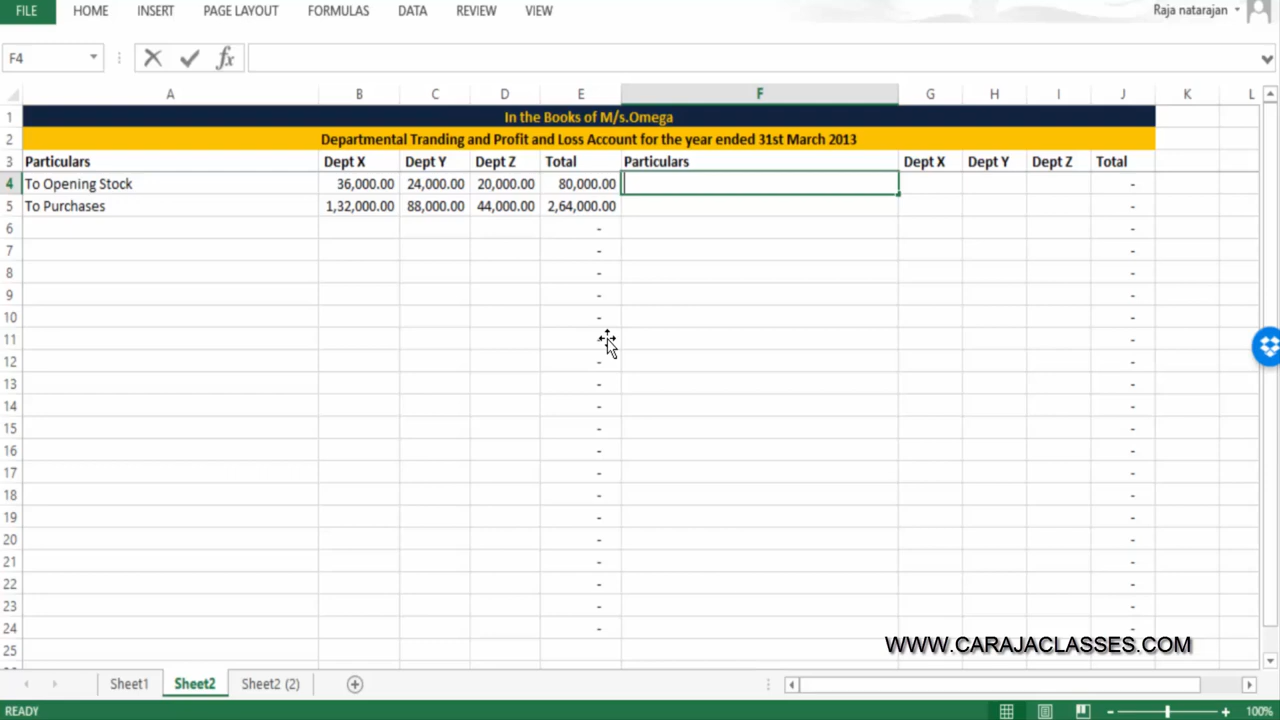 FILE HOME INSERT PAGE LAYOUT FORMULAS DATA REVIEW VIEW Raja natarajan
F4 fx
A B C D E F G H I J K L
1 In the Books of M/s.Omega
2 Departmental Tranding and Profit and Loss Account for the year ended 31st March 2013
3 Particulars Dept X Dept Y Dept Z Total Particulars Dept X Dept Y Dept Z Total
4 To Opening Stock 36,000.00 24,000.00 20,000.00 80,000.00 -
5 To Purchases 1,32,000.00 88,000.00 44,000.00 2,64,000.00 -
6 - -
7 - -
8 - -
9 - -
10 - -
11 - -
12 - -
13 - -
14 - -
15 - -
16 - -
17 - -
18 - -
19 - -
20 - -
21 - -
22 - -
23 - -
24 - -
25
WWW.CARAJACLASSES.COM
Sheet1 Sheet2 Sheet2 (2)
READY 100%